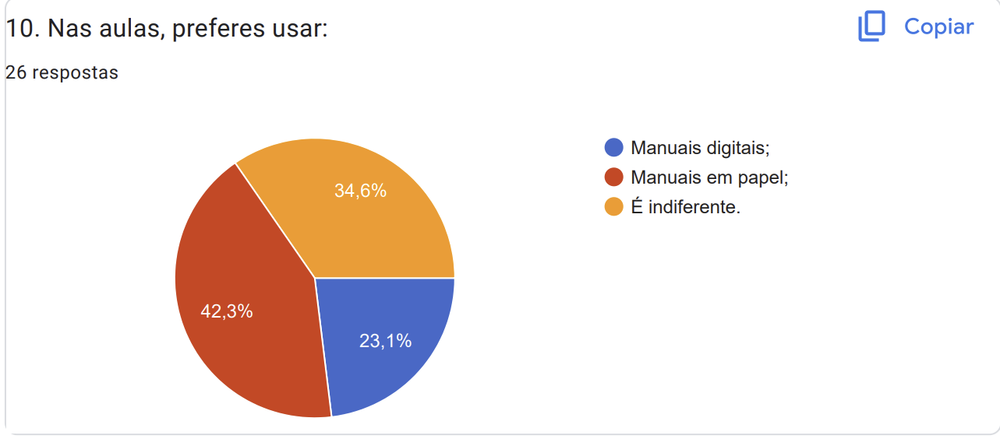 10. Nas aulas, preferes usar:
Copiar
26 respostas
Manuais digitais;
Manuais em papel;
É indiferente.
34,6%
42,3%
23,1%